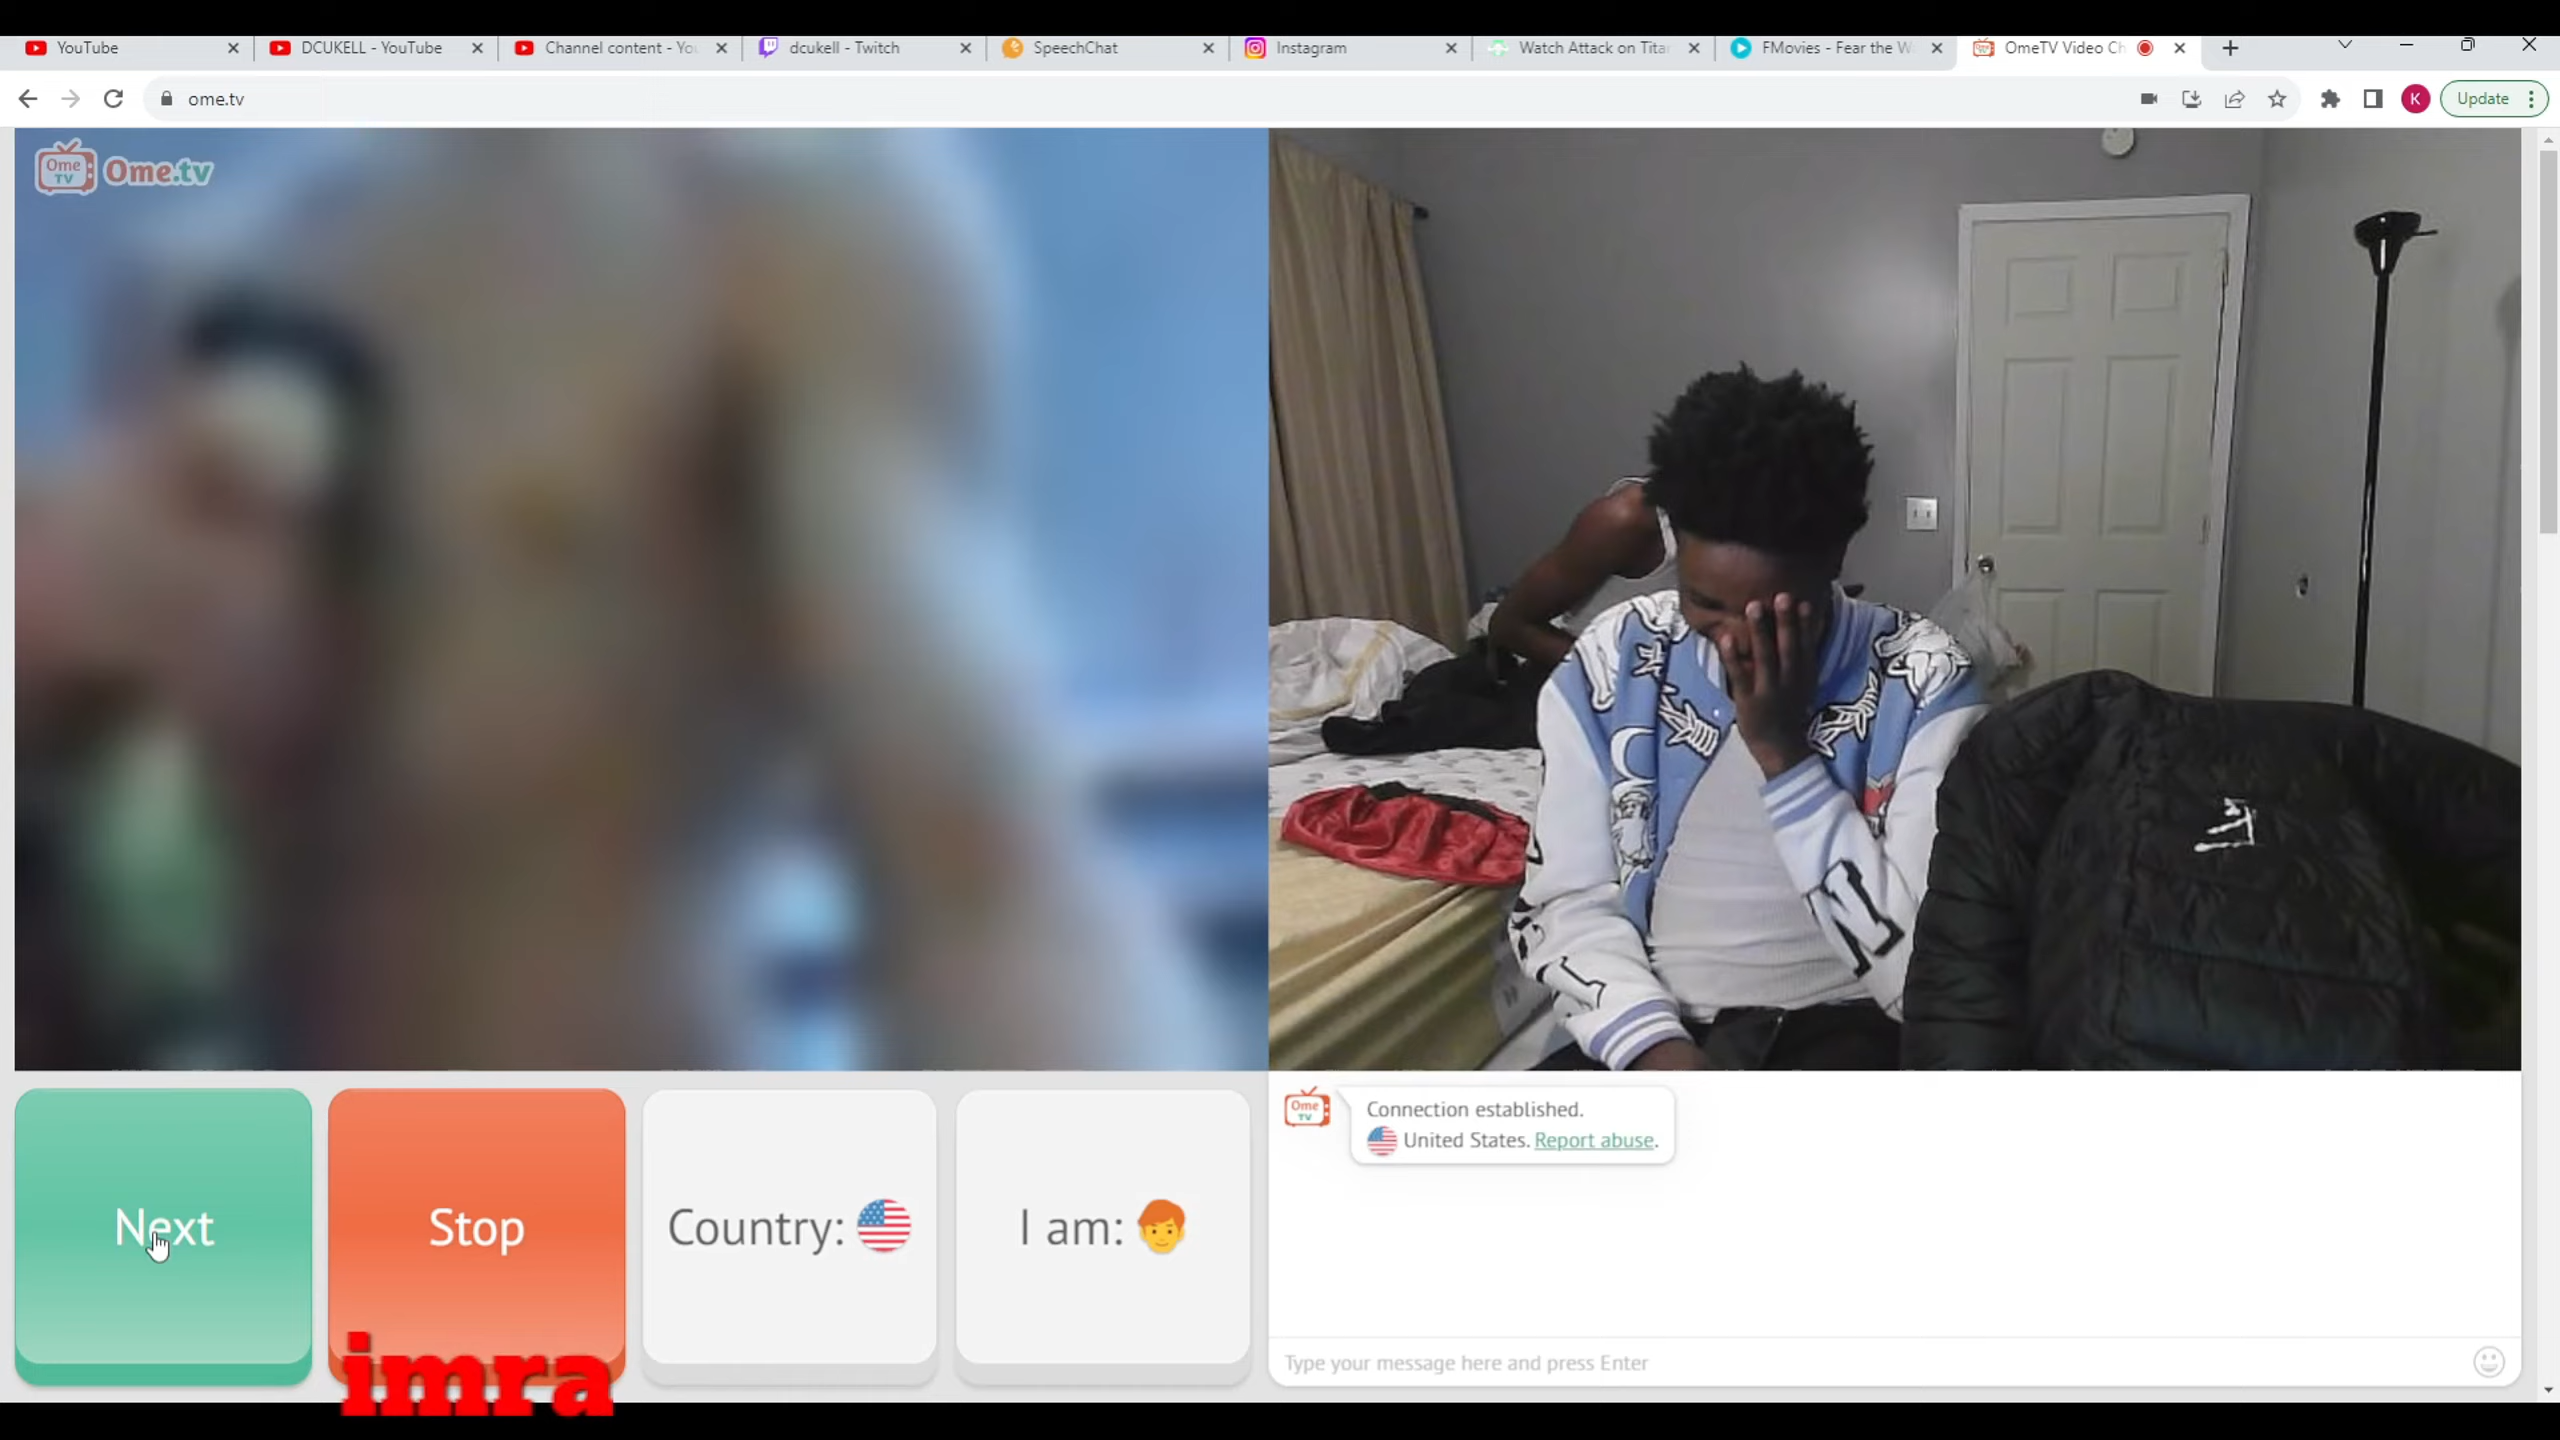 YouTube
DCUKELL - YouTube
Channel content - Yo
dcukell - Twitch
SpeechChat
Instagram
Watch Attack on Tita
FMovies - Fear the W
OmeTV Video Ch
ome.tv
K
Update
Ome TV Ome.tv
N
Ome TV
Connection established.
United States. Report abuse.
Next
Stop
Country:
I am:
Type your message here and press Enter
imra